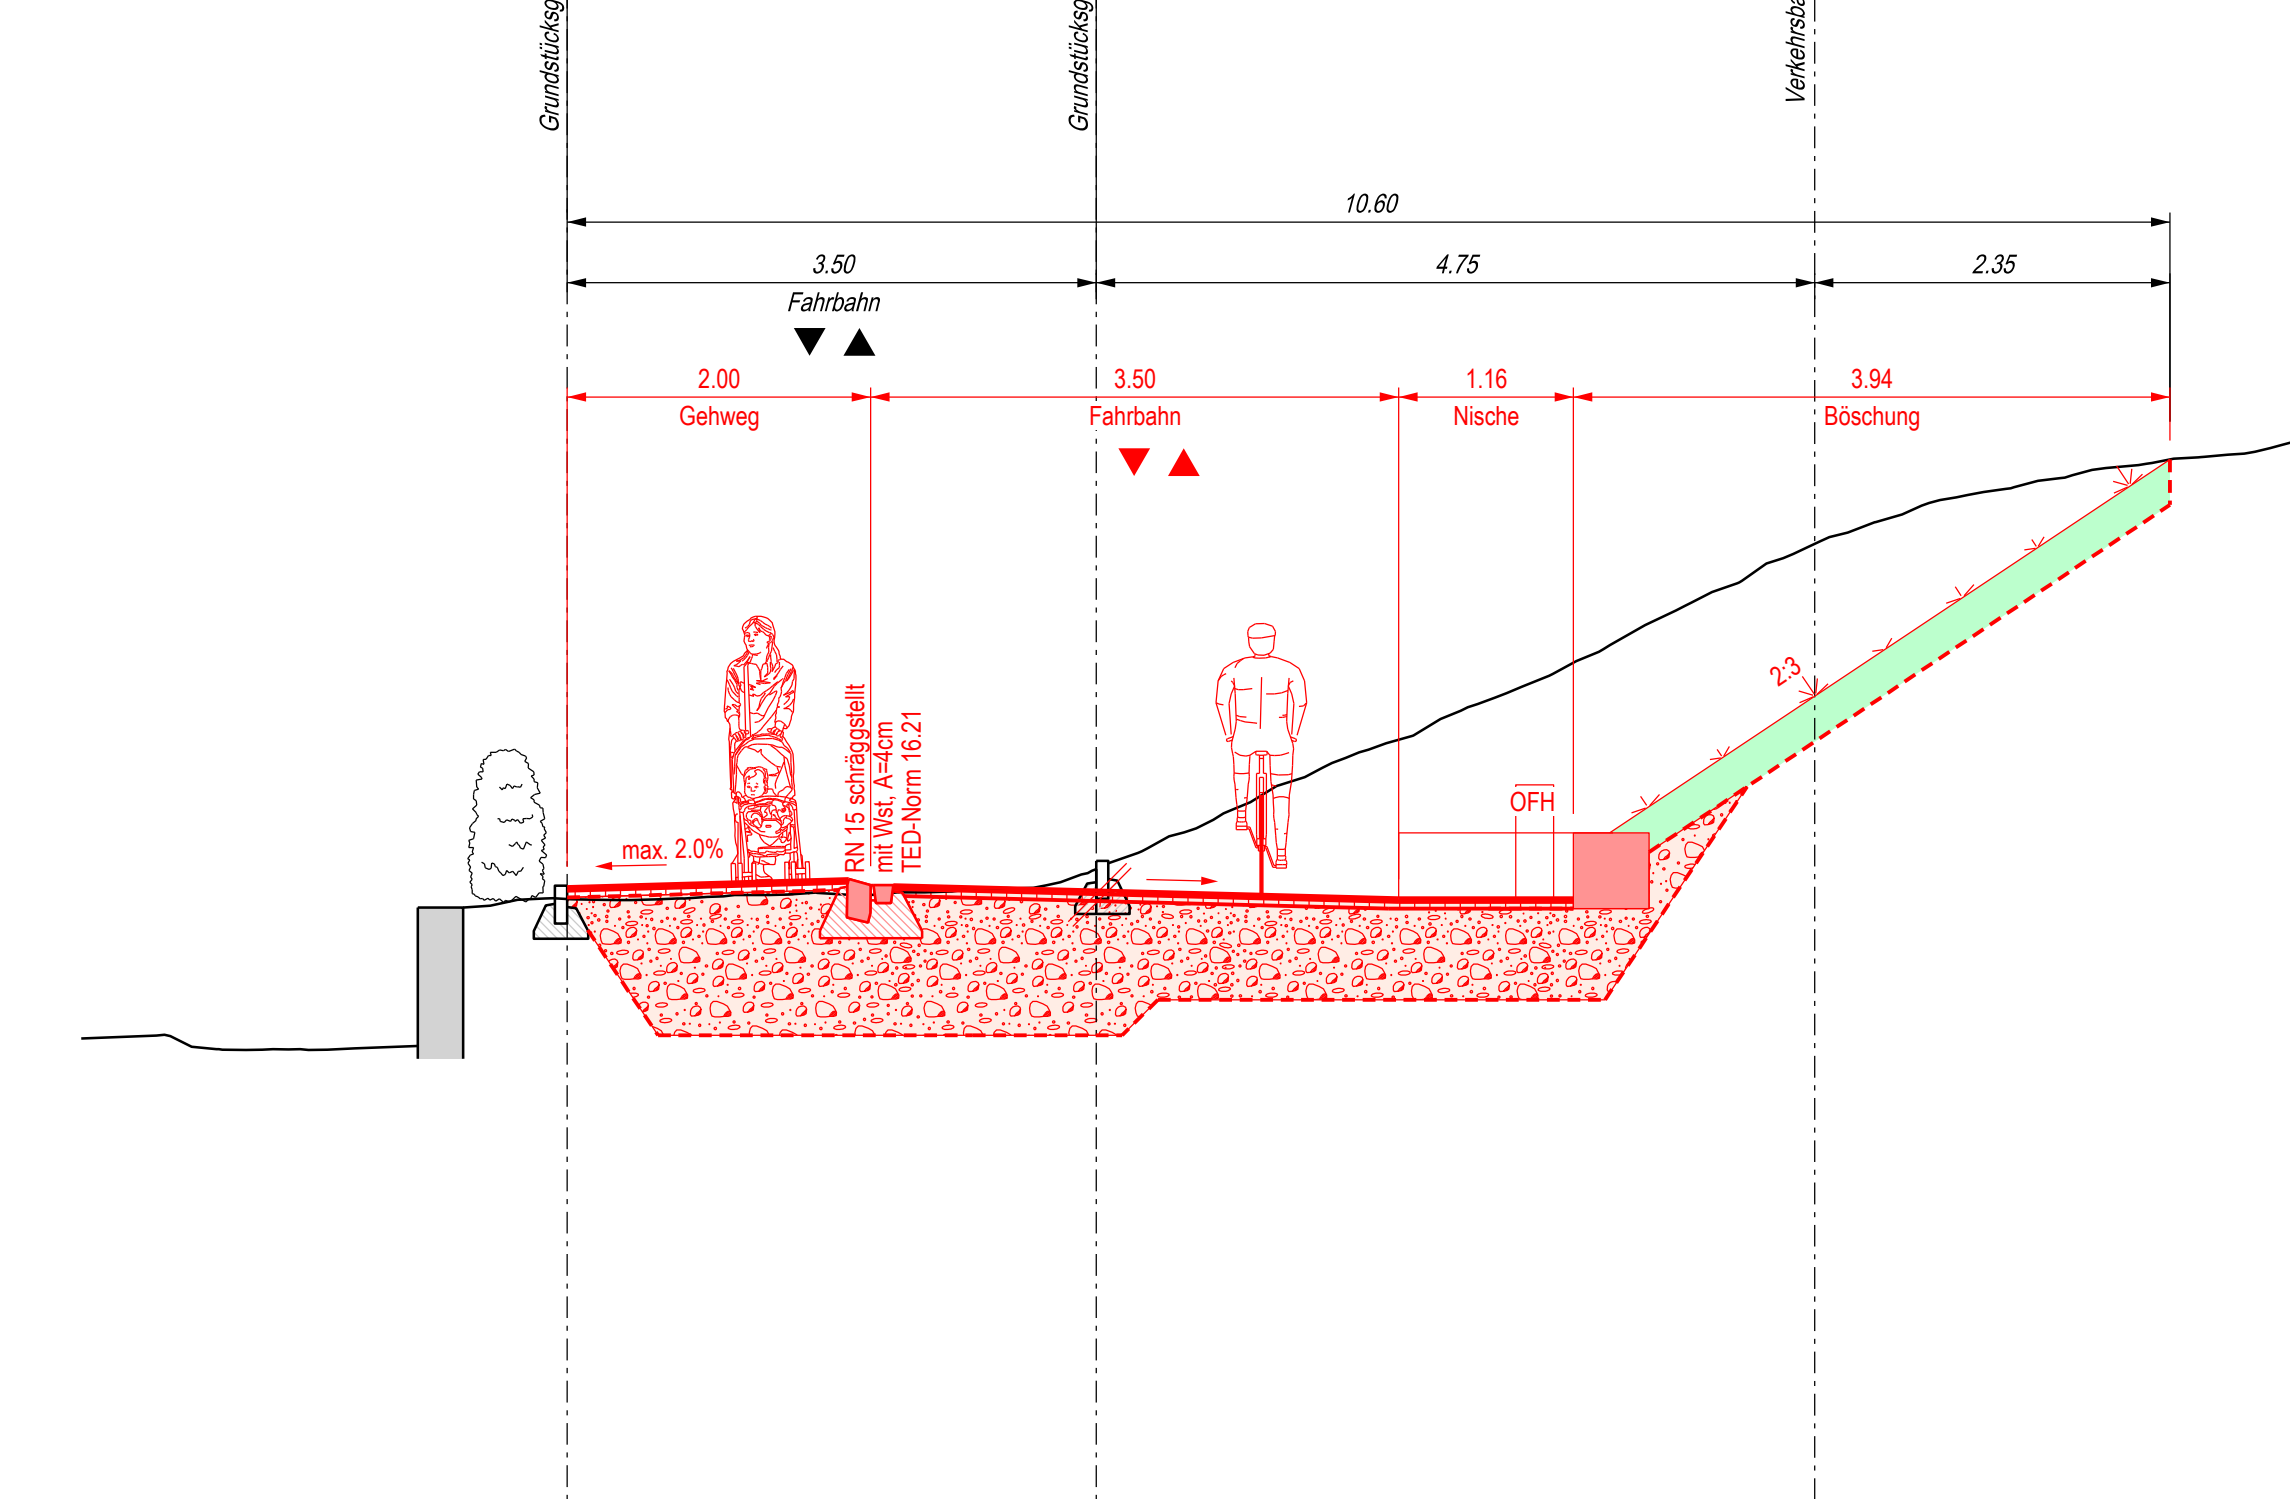 Grundstücksg
Grundstücksg
Verkehrsba
10.60
3.50
4.75
2.35
Fahrbahn
2.00
3.50
1.16
3.94
Gehweg
Fahrbahn
Nische
Böschung
2:3
RN 15 schräggstellt
mit Wst, A=4cm
TED-Norm 16.21
OFH
max. 2.0%